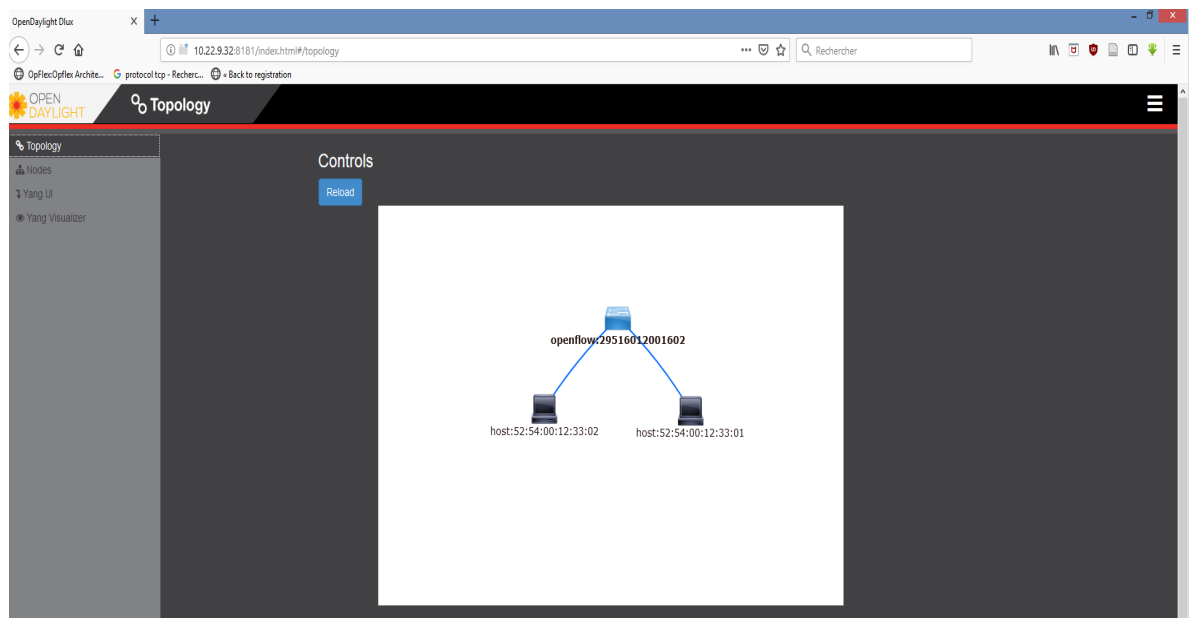 OpenDaylight Dlux X +
10.22.9.32:8181/index.html#/topology
Rechercher
OpFlex:Opflex Archite... protocol tcp - Recherc... « Back to registration
OPEN DAYLIGHT
Topology
Topology
Nodes
Yang UI
Yang Visualizer
Controls
Reload
openflow:29516012001602
host:52:54:00:12:33:02
host:52:54:00:12:33:01